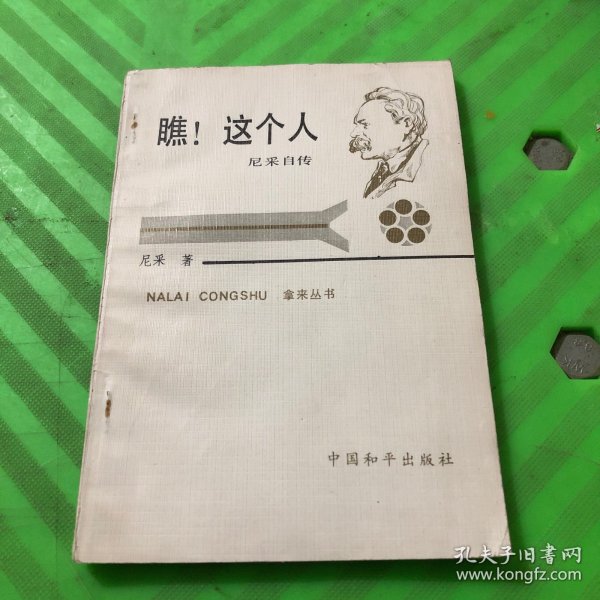 瞧！这个人
尼采自传
尼采 著
NALAI CONGSHU 拿来丛书
中国和平出版社
孔夫子旧书网
www.kongfz.com